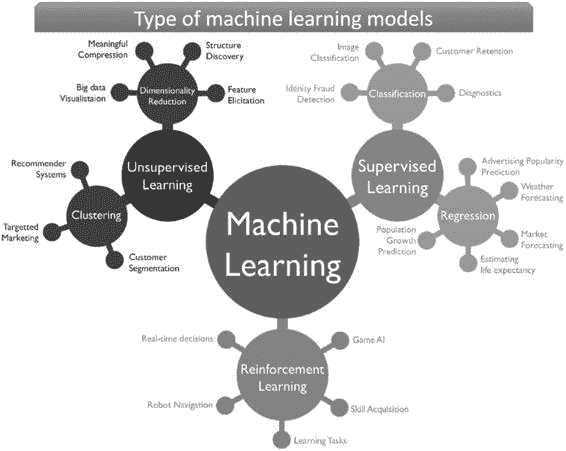 Type of machine learning models
Meaningful
Compression
Structure
Discovery
Big data
Visualistaion
Dimensionality
Reduction
Feature
Elicitation
Unsupervised
Learning
Recommender
Systems
Clustering
Targetted
Marketing
Customer
Segmentation
Machine
Learning
Image
Classification
Customer Retention
Idenity Fraud
Detection
Classification
Diagnostics
Supervised
Learning
Advertising Popularity
Prediction
Weather
Forecasting
Regression
Population
Growth
Prediction
Market
Forecasting
Estimating
life expectancy
Real-time decisions
Game AI
Reinforcement
Learning
Robot Navigation
Skill Acquisition
Learning Tasks